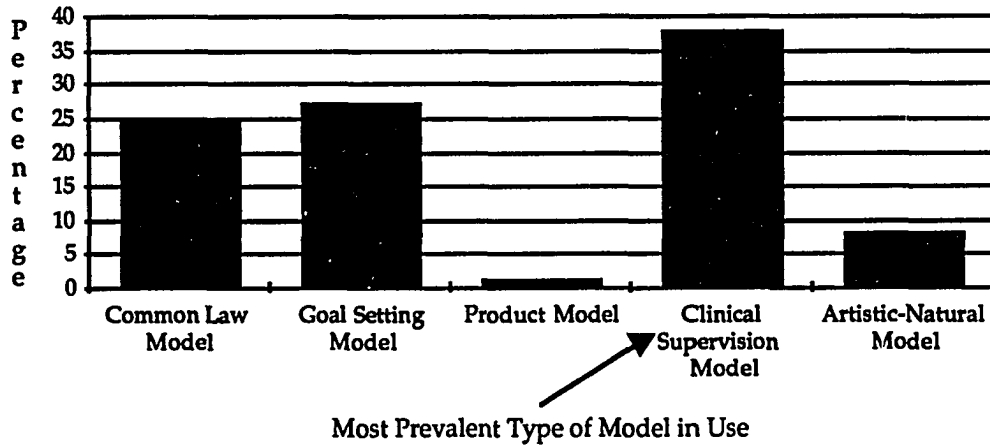 Percentage
40
35
30
25
20
15
10
5
0
Common Law
Model
Goal Setting
Model
Product Model
Clinical
Supervision
Model
Artistic-Natural
Model
Most Prevalent Type of Model in Use